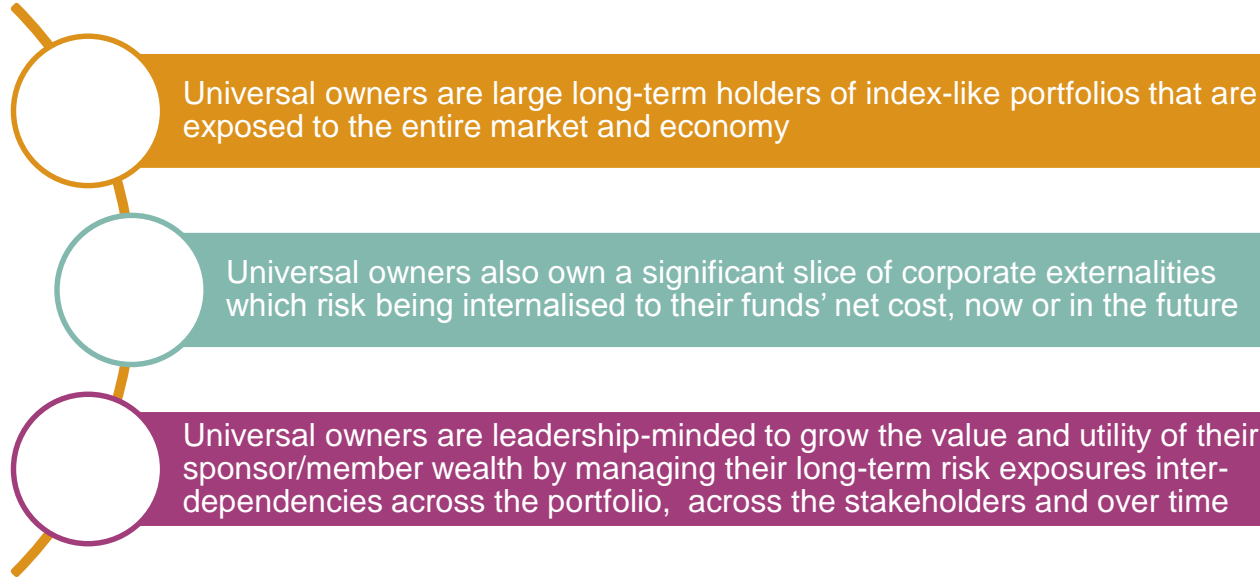 Universal owners are large long-term holders of index-like portfolios that are
exposed to the entire market and economy
Universal owners also own a significant slice of corporate externalities
which risk being internalised to their funds’ net cost, now or in the future
Universal owners are leadership-minded to grow the value and utility of their
sponsor/member wealth by managing their long-term risk exposures inter-
dependencies across the portfolio,  across the stakeholders and over time